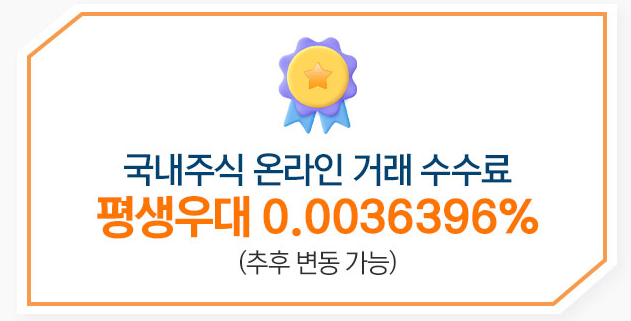 국내주식 온라인 거래 수수료
평생우대 0.0036396%
(추후 변동 가능)